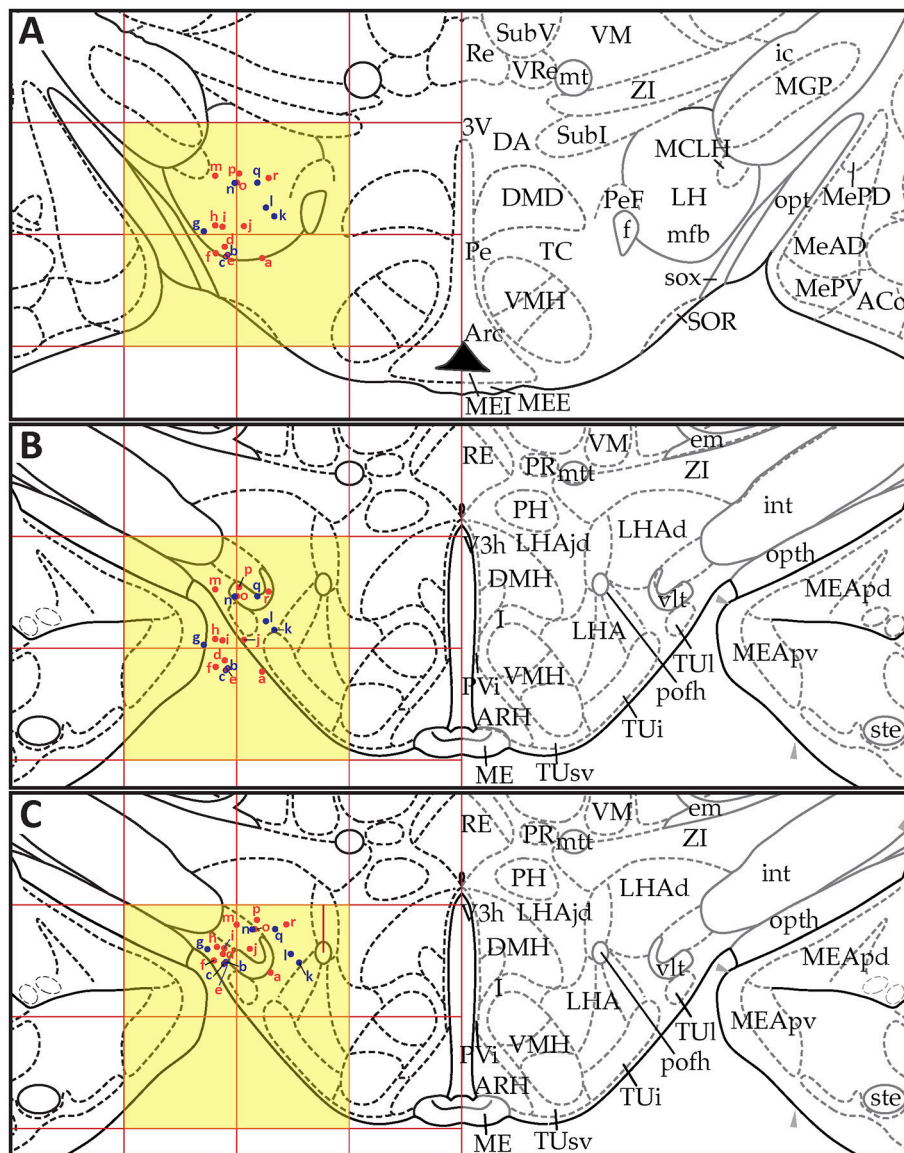 A
SubV
VM
Re
VRe
mt
ic
MGP
ZI
3V
DA
SubI
MCLH
m
p
q
r
n
o
DMD
PeF
LH
opt
MePD
l
k
g
h
i
j
f
mfb
d
Pe
TC
MeAD
f
c
b
e
a
sox
VMH
MePV
ACo
Arc
SOR
MEI
MEE
B
RE
PR
mtt
VM
em
ZI
PH
int
V3h
LHAjd
LHAd
opth
m
p
DMH
MEApd
n
o
q
r
vlt
l
k
I
LHA
g
h
i
j
TUl
MEApv
d
f
c
b
e
a
PVi
VMH
pofh
ARH
TUi
ste
ME
TUsv
C
RE
PR
mtt
VM
em
ZI
PH
LHAd
int
V3h
LHAjd
opth
m
p
n
o
r
q
g
h
i
d
j
l
DMH
MEApd
f
c
b
k
a
vlt
e
I
LHA
TUl
MEApv
PVi
VMH
pofh
ARH
TUi
ste
ME
TUsv